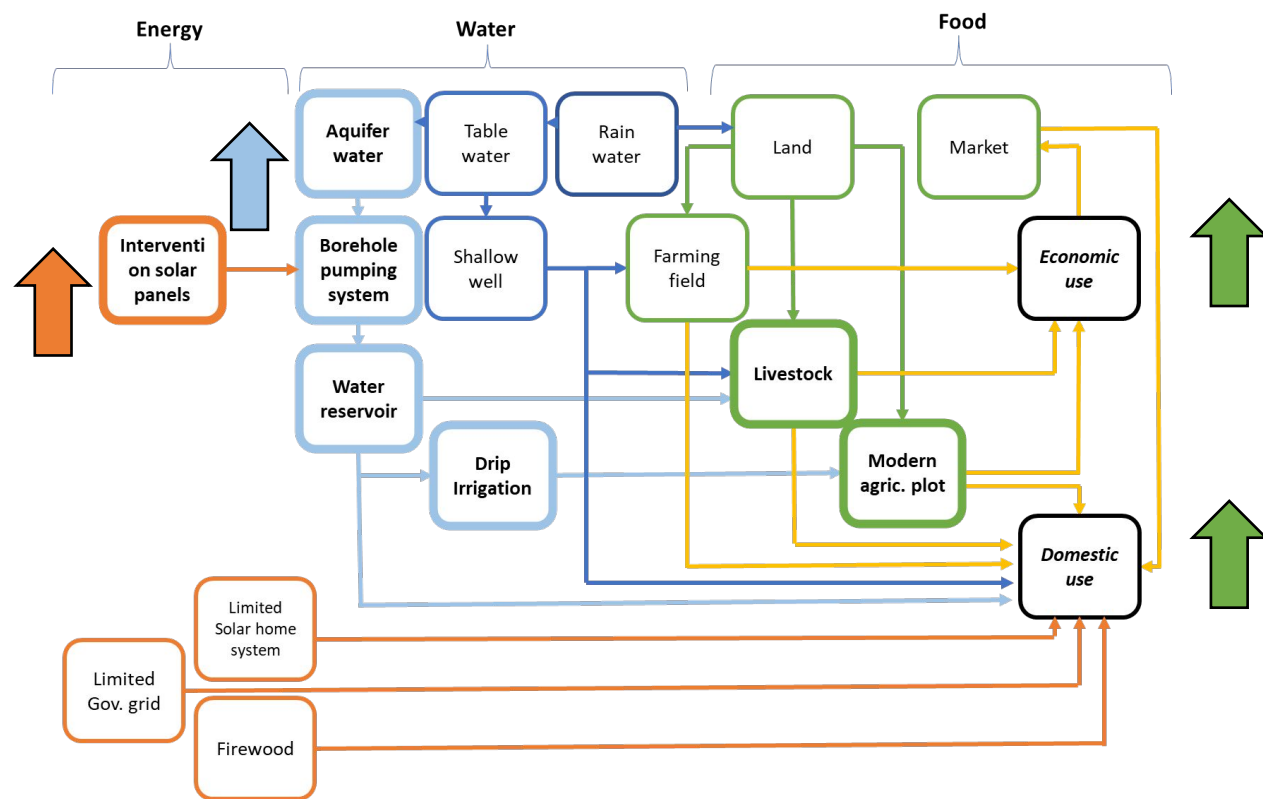 Energy
Water
Food
Aquifer
water
Table
water
Rain
water
Land
Market
Interventi
on solar
panels
Borehole
pumping
system
Shallow
well
Farming
field
Economic
use
Water
reservoir
Livestock
Drip
Irrigation
Modern
agric. plot
Domestic
use
Limited
Solar home
system
Limited
Gov. grid
Firewood